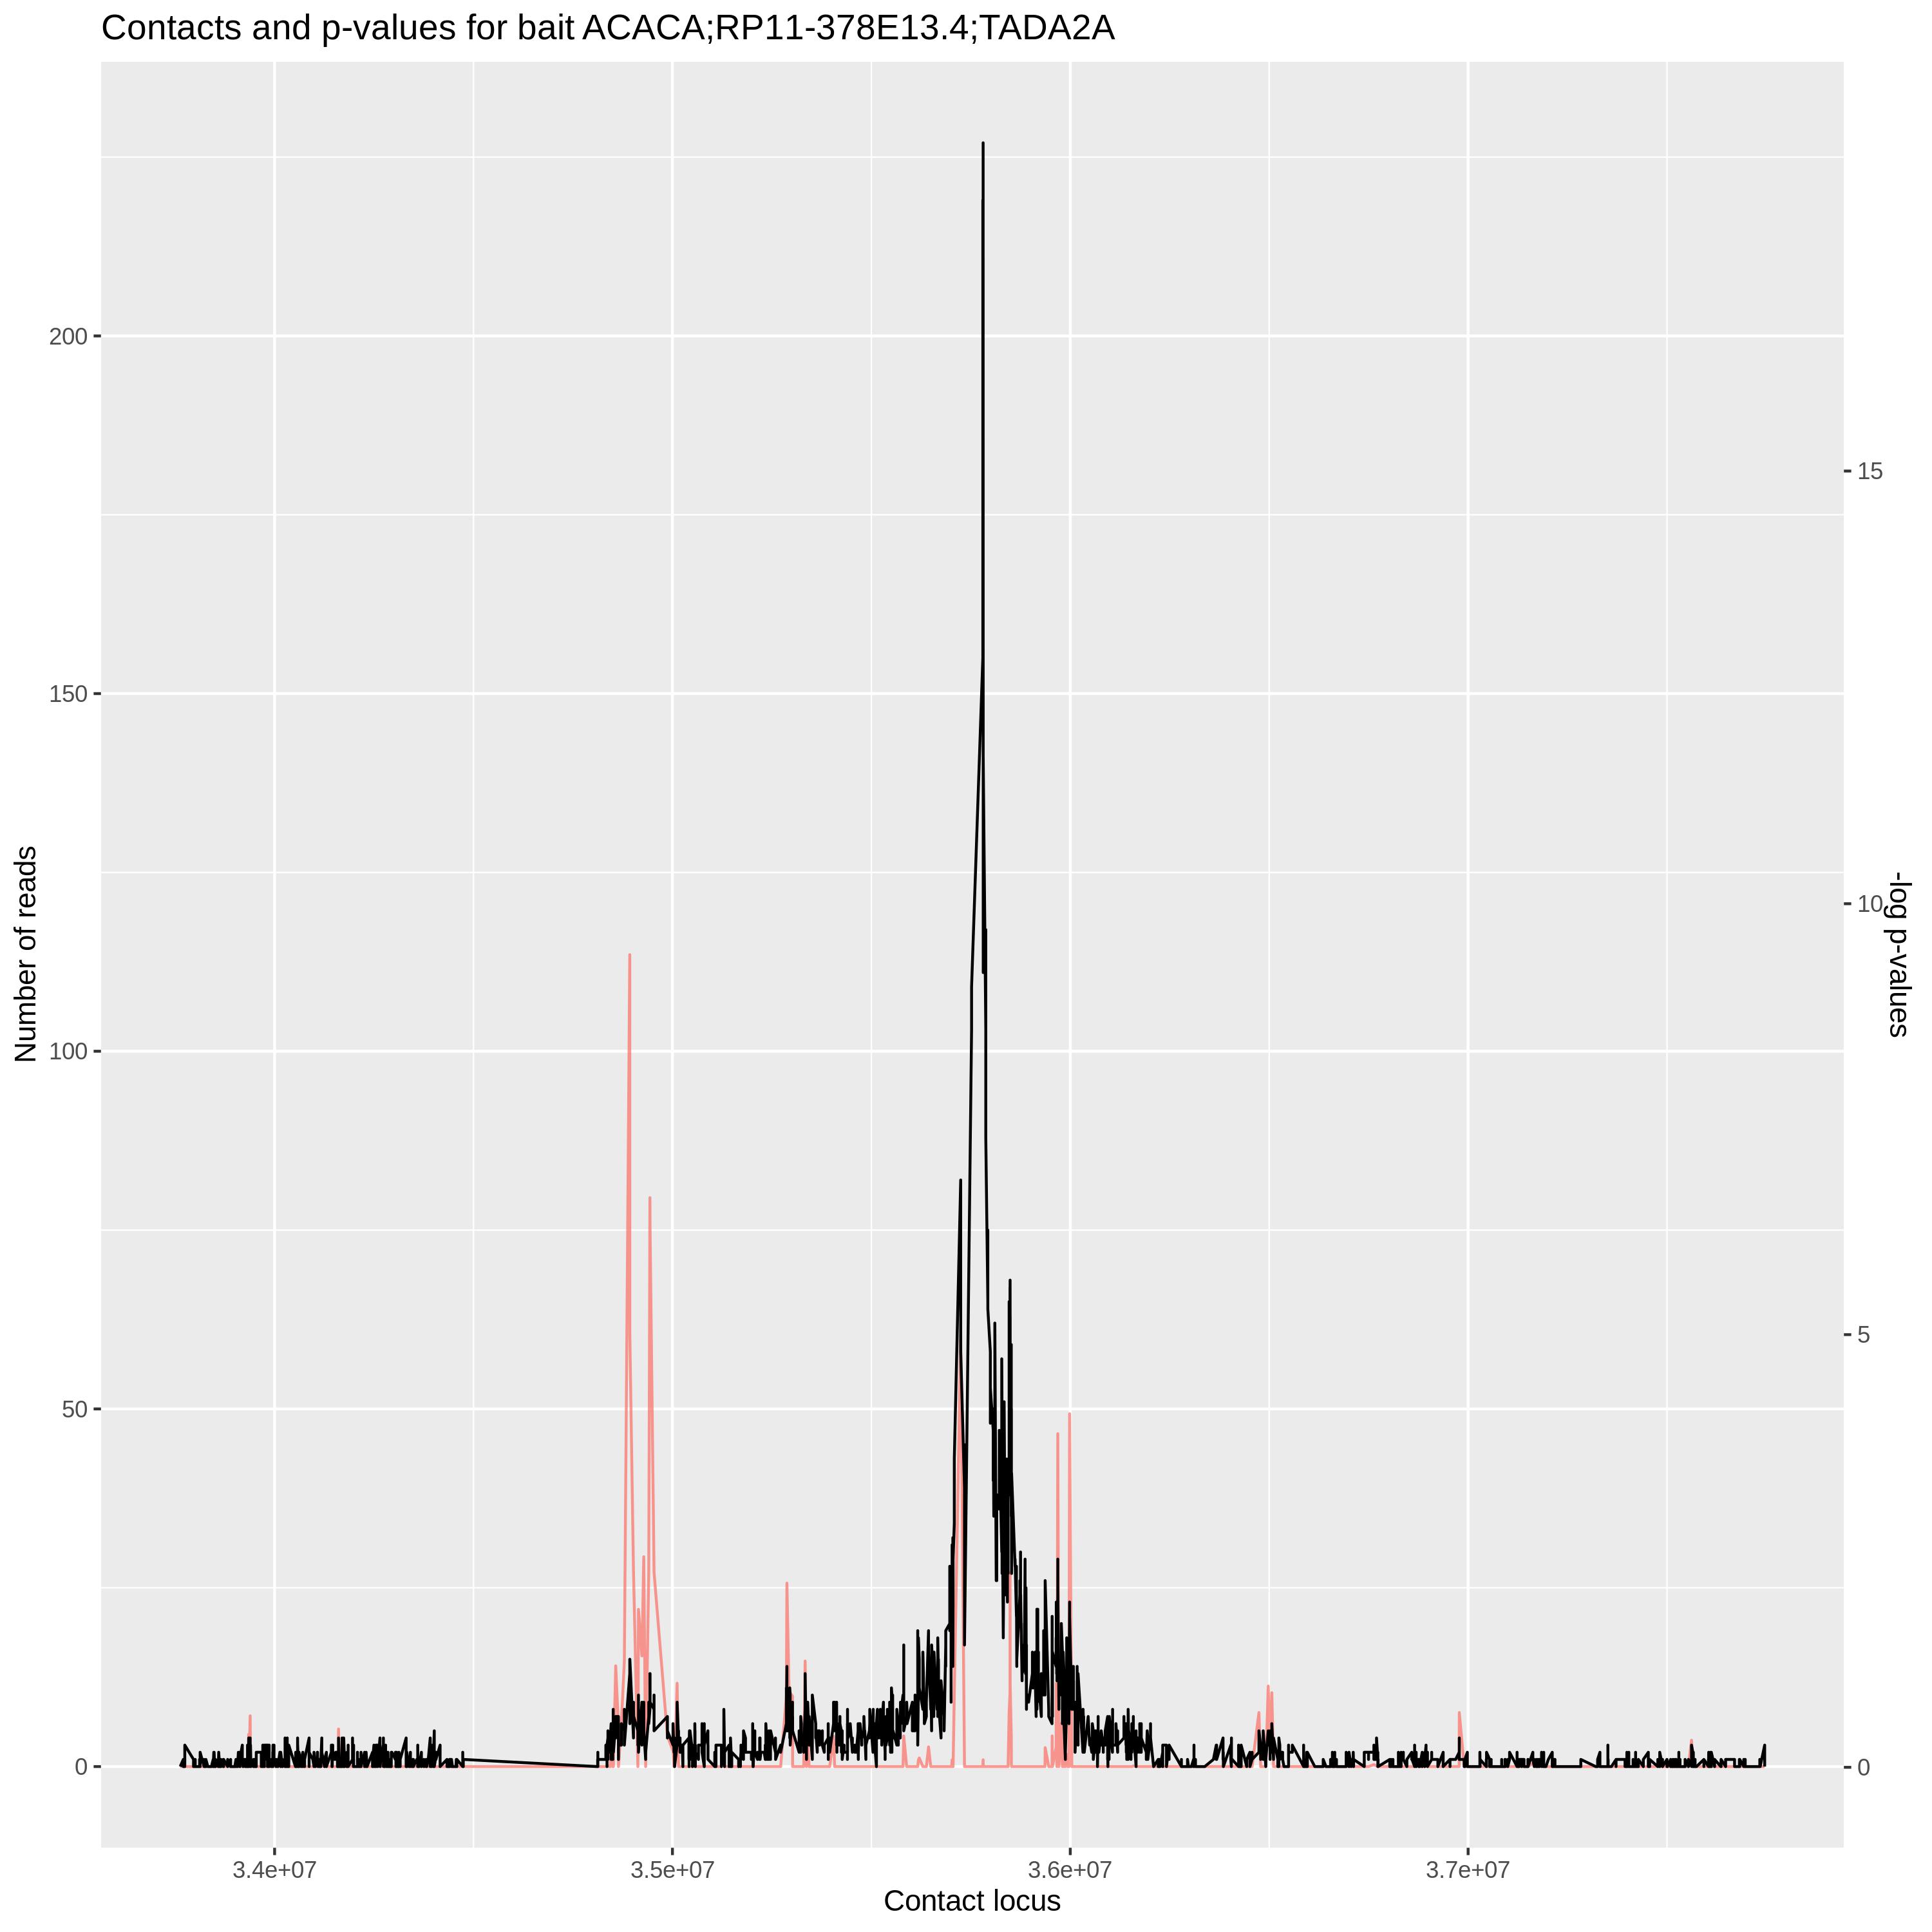 Contacts and p-values for bait ACACA;RP11-378E13.4;TADA2A
Number of reads
200
150
100
50
0
15
10
5
0
-log p-values
3.4e+07 3.5e+07 3.6e+07 3.7e+07
Contact locus